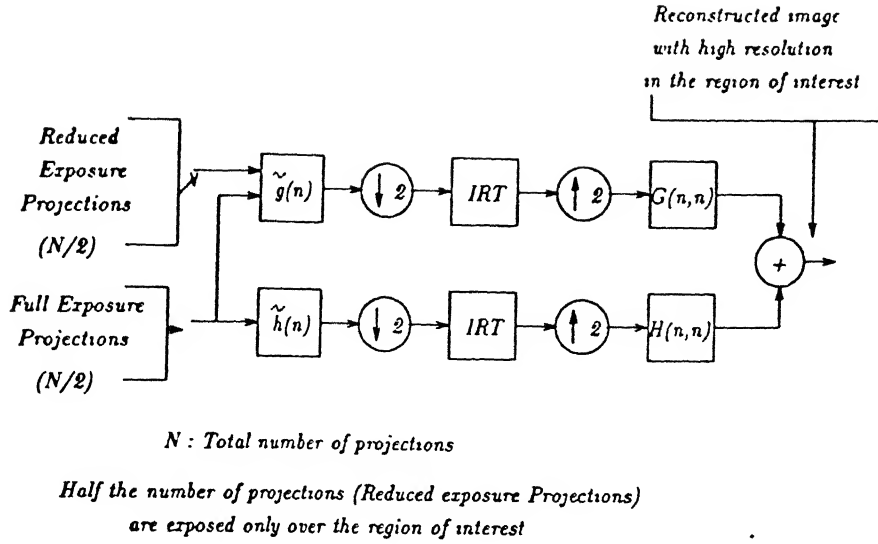 Reconstructed image
with high resolution
in the region of interest
Reduced
Exposure
Projections
(N/2)
g̃(n)
↓ 2
IRT
↑ 2
G(n,n)
+
Full Exposure
Projections
(N/2)
h̃(n)
↓ 2
IRT
↑ 2
H(n,n)
N : Total number of projections
Half the number of projections (Reduced exposure Projections)
are exposed only over the region of interest